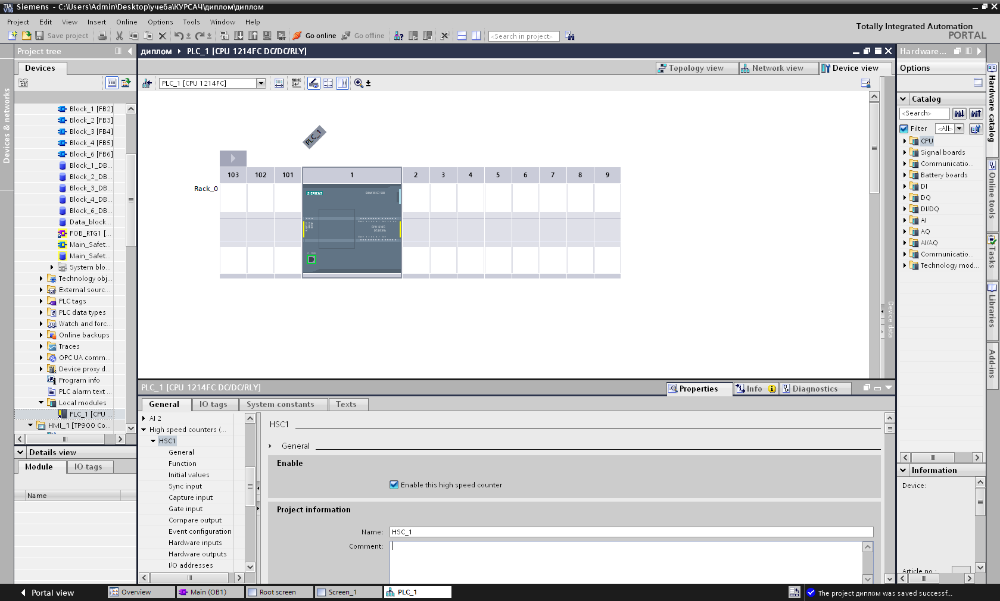 Siemens - C:\Users\Admin\Desktop\учеба\КУРСАЧ\диплом\диплом
Project Edit View Insert Online Options Tools Window Help
Totally Integrated Automation
PORTAL
Save project
Go online
Go offline
<Search in project>
Project tree
диплом PLC_1 [CPU 1214FC DC/DC/RLY]
Hardware...
Devices
Topology view
Network view
Device view
Options
PLC_1 [CPU 1214FC]
Devices & networks
Block_1 [FB2]
Block_2 [FB3]
Block_3 [FB4]
Block_4 [FB5]
Block_6 [FB6]
Block_1_DB...
Block_2_DB...
Block_3_DB...
Block_4_DB...
Block_6_DB...
Data_block...
FOB_RTG1 [...
Main_Safet...
Main_Safet...
System blo...
Technology obj...
External sourc...
PLC tags
PLC data types
Watch and forc...
Online backups
Traces
OPC UA comm...
Device proxy d...
Program info
PLC alarm text ...
Local modules
PLC_1 [CPU ...
HMI_1 [TP900 Co...
Details view
Module
IO tags
Name
PLC_1
103 102 101 1 2 3 4 5 6 7 8 9
Rack_0
SIEMENS
Device data
Catalog
<Search>
Filter
<All>
CPU
Signal boards
Communicatio...
Battery boards
DI
DQ
DI/DQ
AI
AQ
AI/AQ
Communicatio...
Technology mod...
Hardware catalog
Online tools
Tasks
Libraries
Add-ins
Information
Device:
Article no.:
PLC_1 [CPU 1214FC DC/DC/RLY]
Properties
Info
Diagnostics
General
IO tags
System constants
Texts
AI 2
High speed counters (...
HSC1
General
Function
Initial values
Sync input
Capture input
Gate input
Compare output
Event configuration
Hardware inputs
Hardware outputs
I/O addresses
HSC1
General
Enable
Enable this high speed counter
Project information
Name: HSC_1
Comment:
Portal view
Overview
Main (OB1)
Root screen
Screen_1
PLC_1
The project диплом was saved successf...